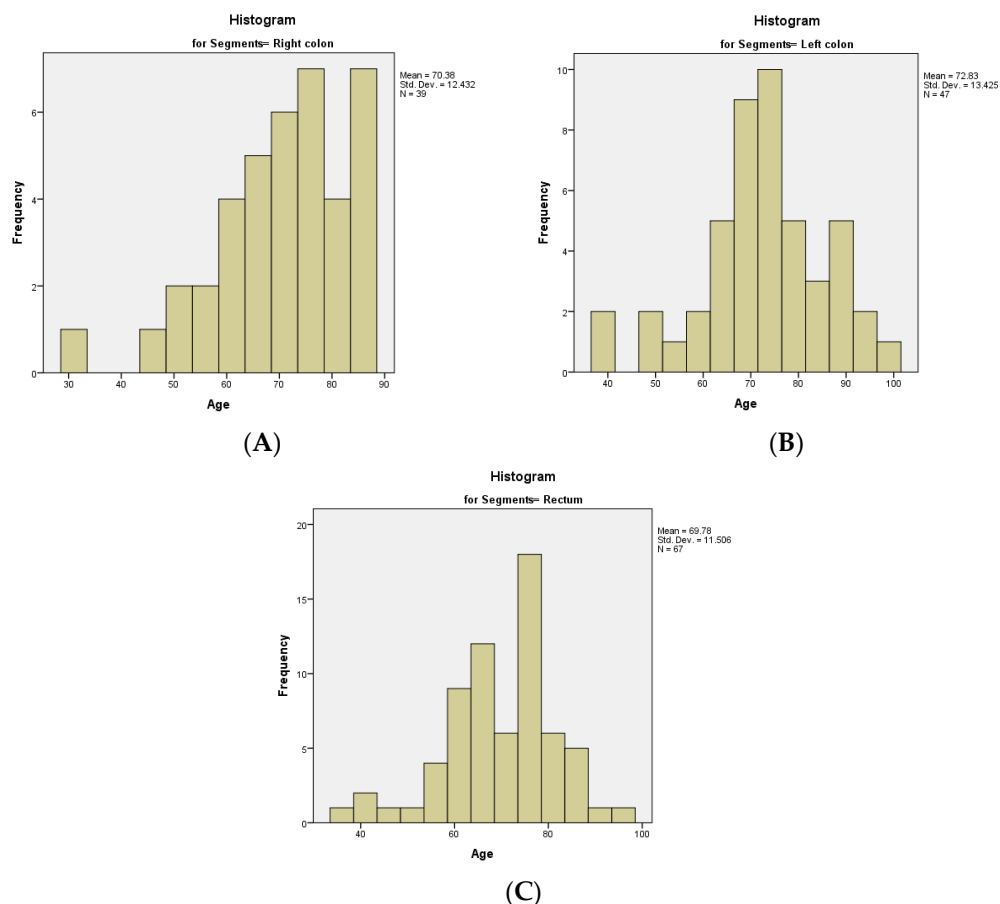 Histogram
for Segments= Right colon
Mean = 70.38
Std. Dev. = 12.432
N = 39
Frequency
6
4
2
0
30 40 50 60 70 80 90
Age
(A)
Histogram
for Segments= Left colon
Mean = 72.83
Std. Dev. = 13.425
N = 47
Frequency
10
8
6
4
2
0
40 50 60 70 80 90 100
Age
(B)
Histogram
for Segments= Rectum
Mean = 69.78
Std. Dev. = 11.506
N = 67
Frequency
20
15
10
5
0
40 60 80 100
Age
(C)